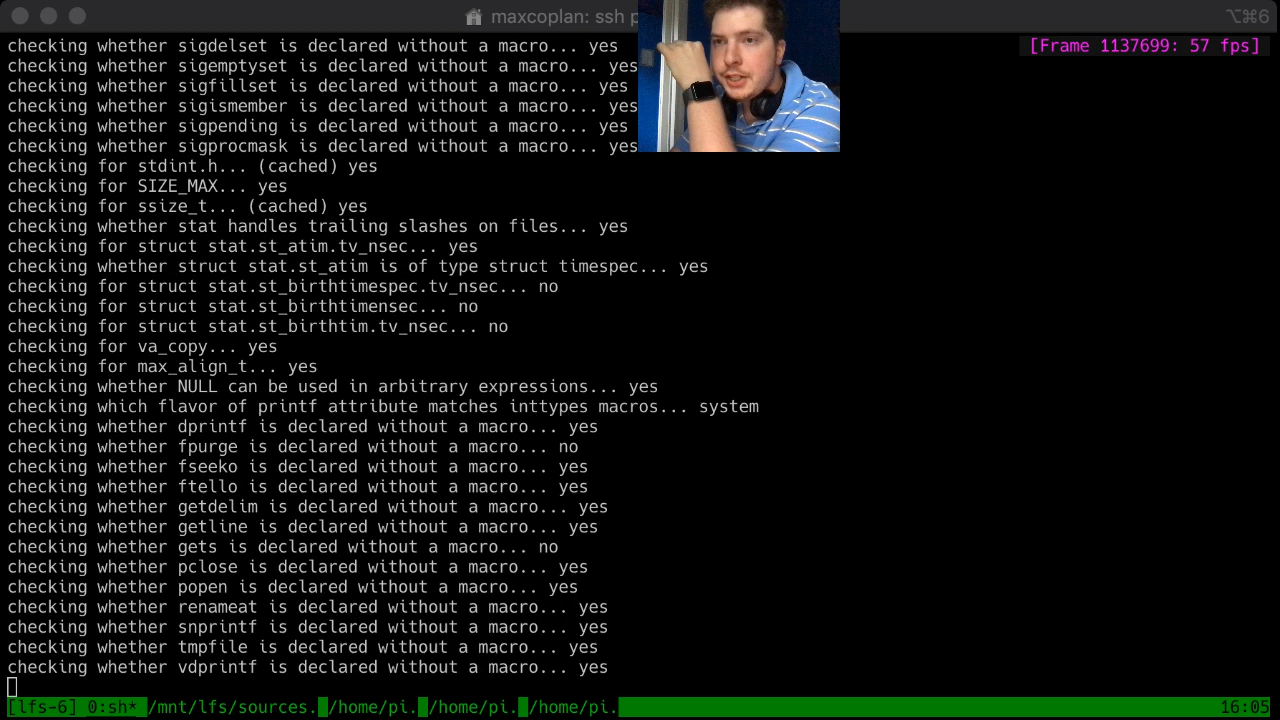 maxcoplan: ssh p
⌥⌘6
checking whether sigdelset is declared without a macro... yes
[Frame 1137699: 57 fps]
checking whether sigemptyset is declared without a macro... yes
checking whether sigfillset is declared without a macro... yes
checking whether sigismember is declared without a macro... yes
checking whether sigpending is declared without a macro... yes
checking whether sigprocmask is declared without a macro... yes
checking for stdint.h... (cached) yes
checking for SIZE_MAX... yes
checking for ssize_t... (cached) yes
checking whether stat handles trailing slashes on files... yes
checking for struct stat.st_atim.tv_nsec... yes
checking whether struct stat.st_atim is of type struct timespec... yes
checking for struct stat.st_birthtimespec.tv_nsec... no
checking for struct stat.st_birthtimensec... no
checking for struct stat.st_birthtim.tv_nsec... no
checking for va_copy... yes
checking for max_align_t... yes
checking whether NULL can be used in arbitrary expressions... yes
checking which flavor of printf attribute matches inttypes macros... system
checking whether dprintf is declared without a macro... yes
checking whether fpurge is declared without a macro... no
checking whether fseeko is declared without a macro... yes
checking whether ftello is declared without a macro... yes
checking whether getdelim is declared without a macro... yes
checking whether getline is declared without a macro... yes
checking whether gets is declared without a macro... no
checking whether pclose is declared without a macro... yes
checking whether popen is declared without a macro... yes
checking whether renameat is declared without a macro... yes
checking whether snprintf is declared without a macro... yes
checking whether tmpfile is declared without a macro... yes
checking whether vdprintf is declared without a macro... yes
[lfs-6] 0:sh* /mnt/lfs/sources. /home/pi. /home/pi. /home/pi. 16:05